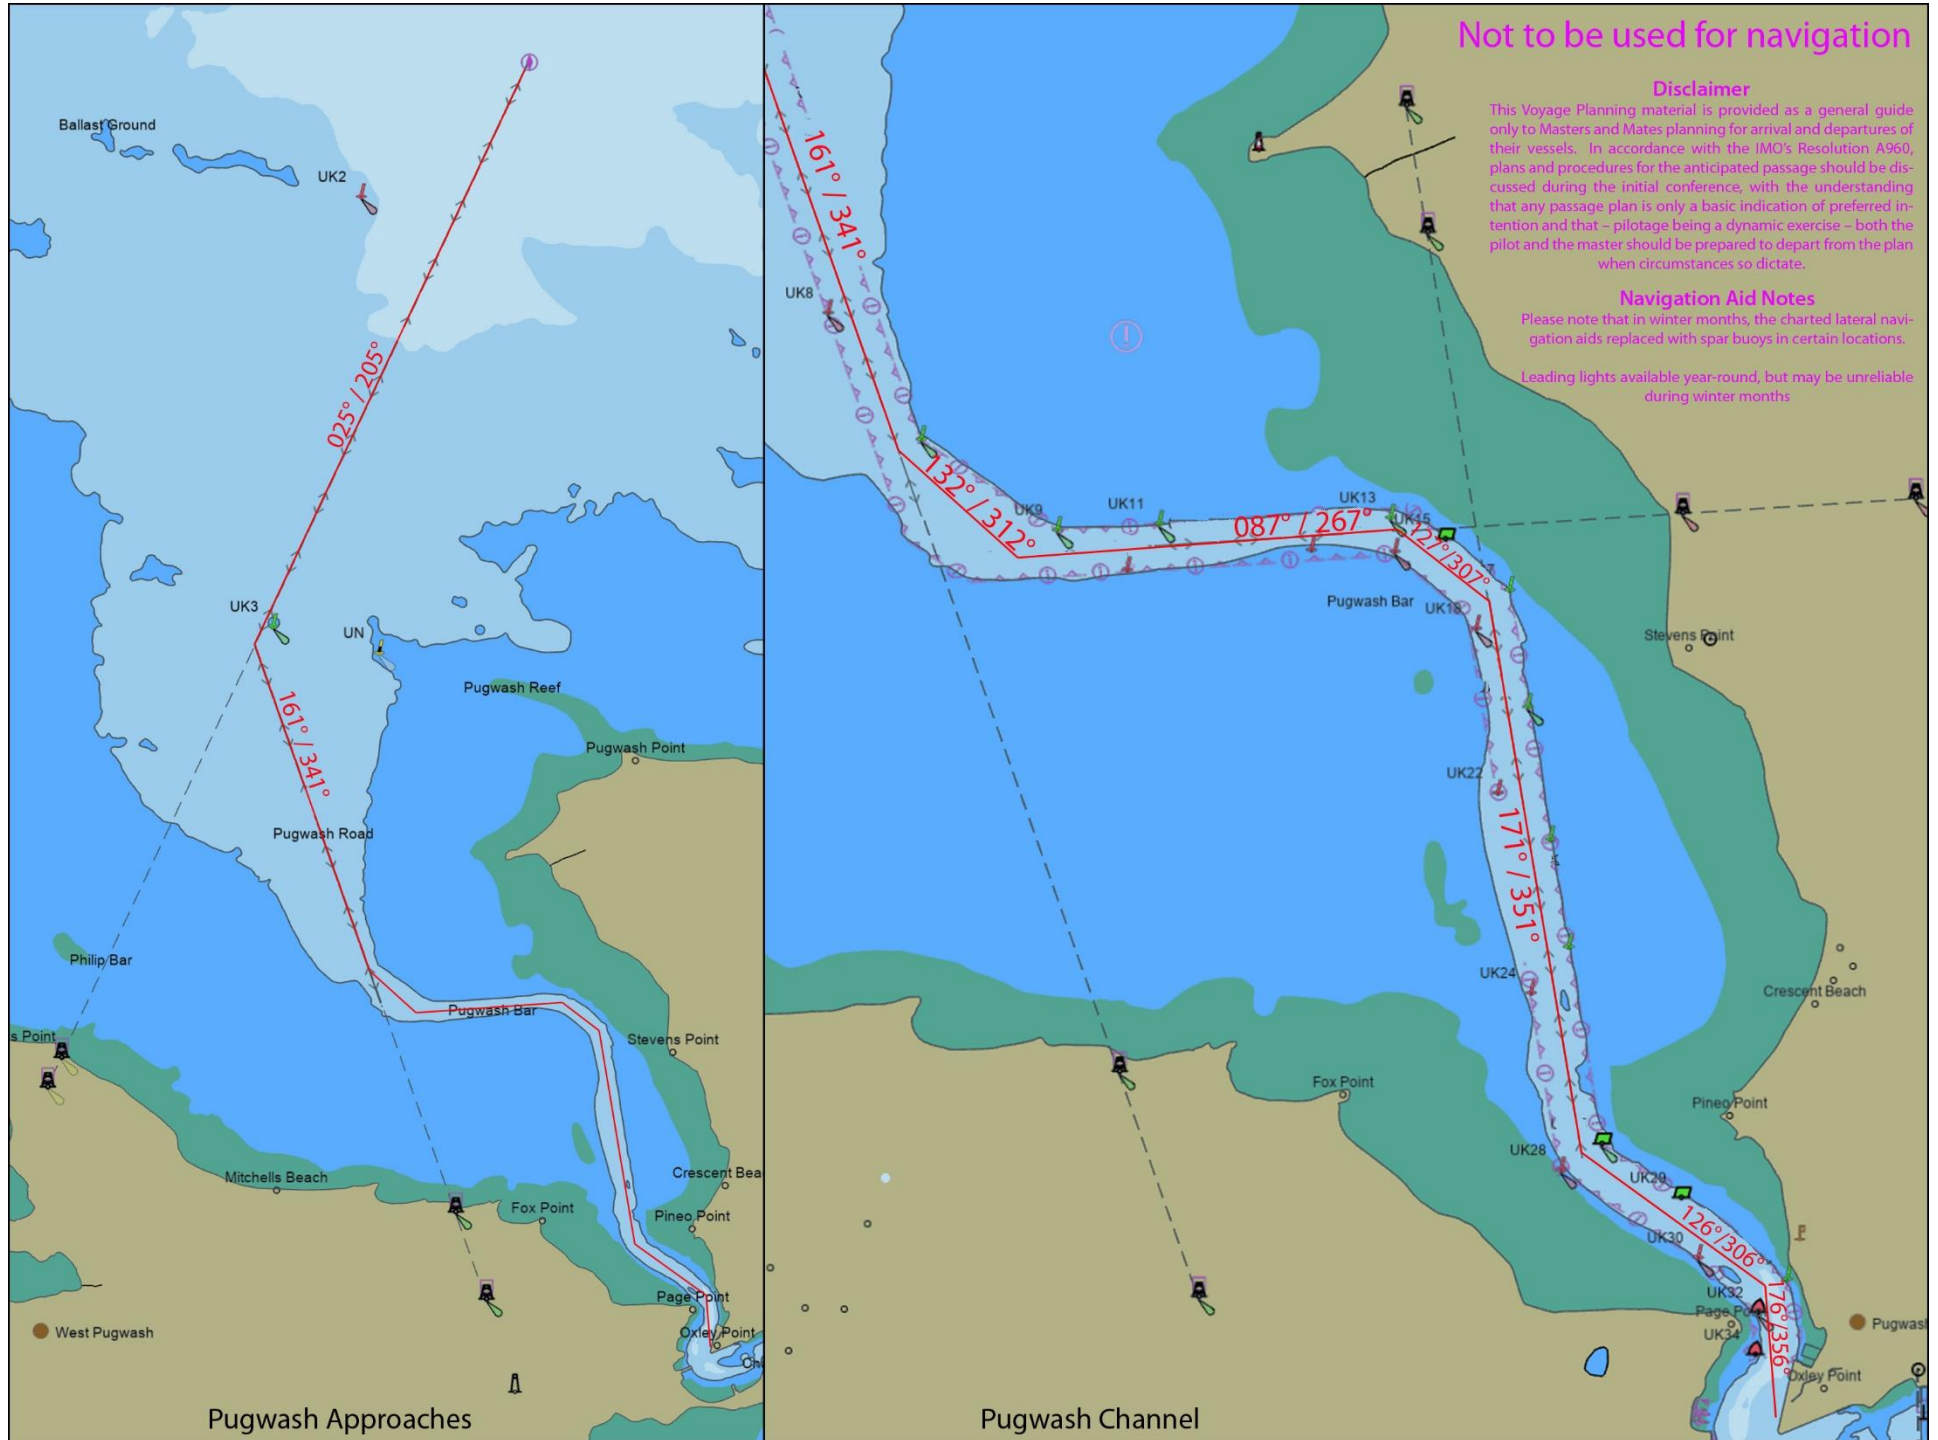 Ballast Ground
UK2
025° / 205°
UK3
UN
Pugwash Reef
161° / 341°
Pugwash Point
Pugwash Road
Philip Bar
Pugwash Bar
s Point
Stevens Point
Mitchells Beach
Crescent Bea
Fox Point
Pineo Point
Page Point
West Pugwash
Oxley Point
Ch
Pugwash Approaches
Not to be used for navigation
Disclaimer
This Voyage Planning material is provided as a general guide
only to Masters and Mates planning for arrival and departures of
their vessels. In accordance with the IMO's Resolution A960,
plans and procedures for the anticipated passage should be dis-
cussed during the initial conference, with the understanding
that any passage plan is only a basic indication of preferred in-
tention and that – pilotage being a dynamic exercise – both the
pilot and the master should be prepared to depart from the plan
when circumstances so dictate.
Navigation Aid Notes
Please note that in winter months, the charted lateral navi-
gation aids replaced with spar buoys in certain locations.
Leading lights available year-round, but may be unreliable
during winter months
161° / 341°
UK8
132° / 312°
UK9
UK11
087° / 267°
UK13
UK15
127°/307°
Pugwash Bar
UK18
Stevens Point
UK22
171° / 351°
UK24
Crescent Beach
Fox Point
Pineo Point
UK28
UK29
126°/306°
UK30
UK32
Page Po
UK34
176°/356°
Pugwas
Oxley Point
Pugwash Channel